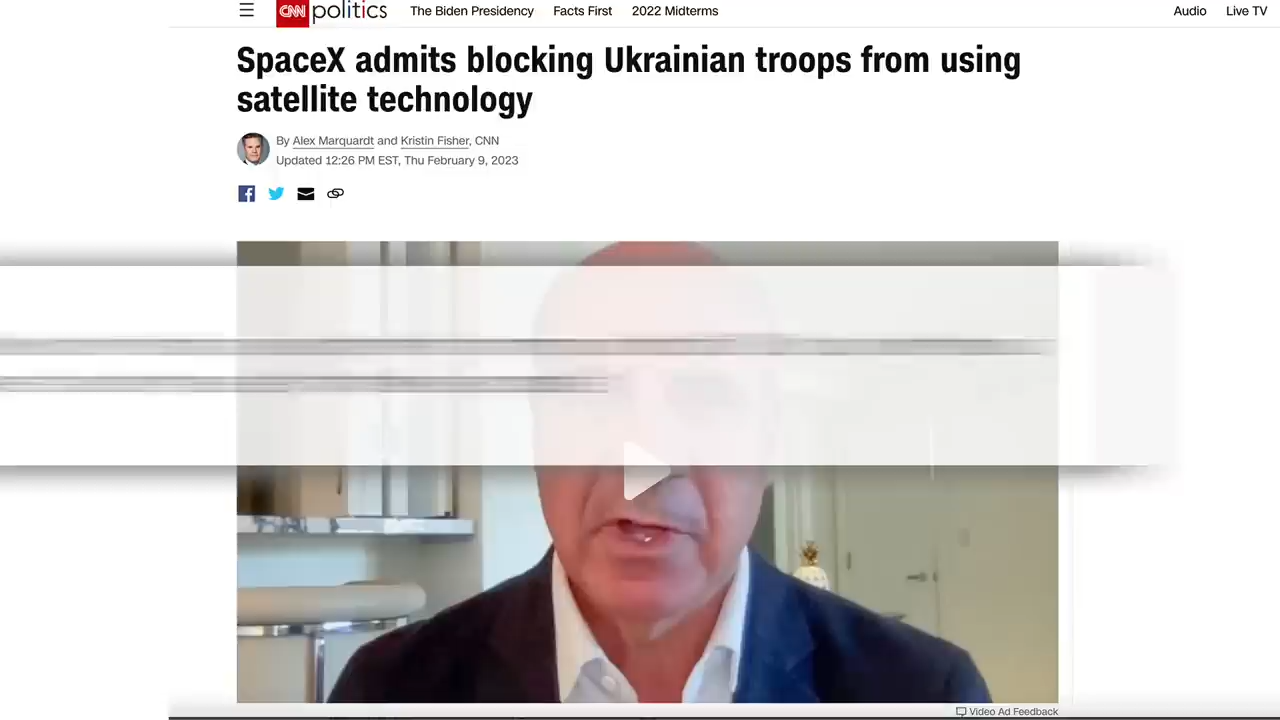 CNN politics The Biden Presidency Facts First 2022 Midterms Audio Live TV
SpaceX admits blocking Ukrainian troops from using
satellite technology
By Alex Marquardt and Kristin Fisher, CNN
Updated 12:26 PM EST, Thu February 9, 2023
Video Ad Feedback